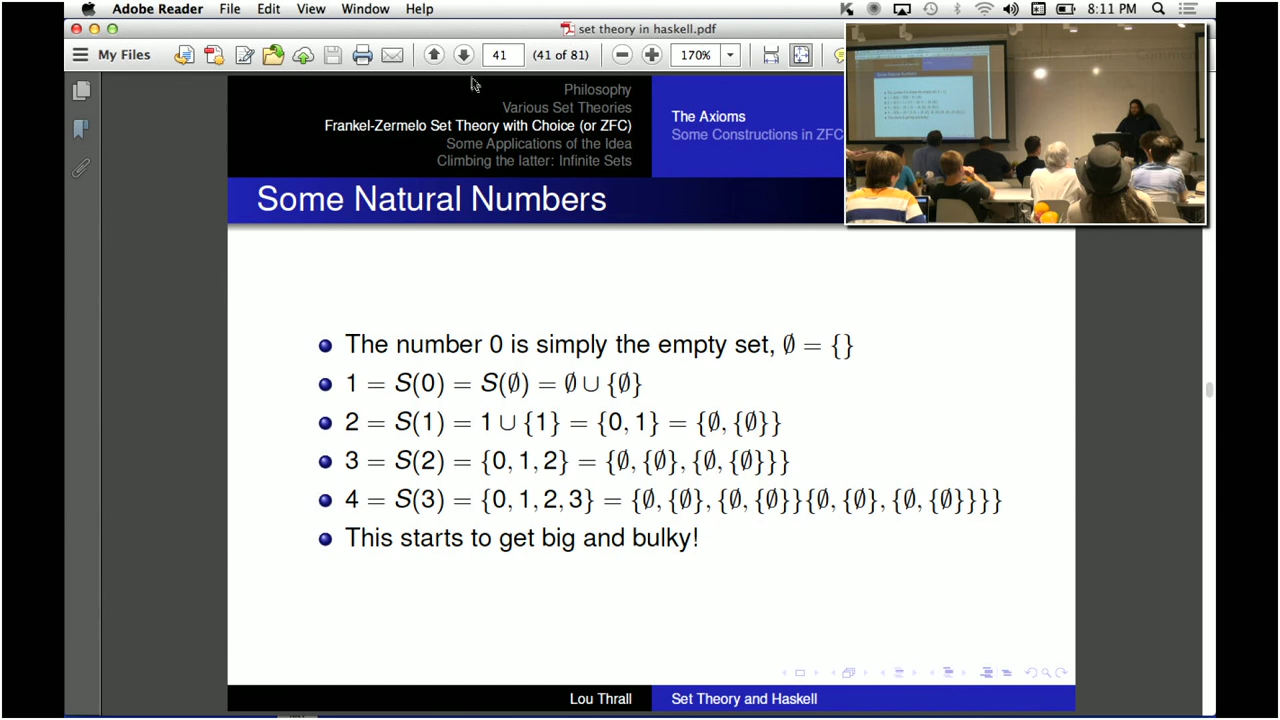 Adobe Reader File Edit View Window Help 8:11 PM
set theory in haskell.pdf
My Files 41 (41 of 81) 170%
Philosophy
Various Set Theories
Frankel-Zermelo Set Theory with Choice (or ZFC)
Some Applications of the Idea
Climbing the latter: Infinite Sets
The Axioms
Some Constructions in ZFC
Some Natural Numbers
The number 0 is simply the empty set, ∅ = {}
1 = S(0) = S(∅) = ∅ ∪ {∅}
2 = S(1) = 1 ∪ {1} = {0, 1} = {∅, {∅}}
3 = S(2) = {0, 1, 2} = {∅, {∅}, {∅, {∅}}}
4 = S(3) = {0, 1, 2, 3} = {∅, {∅}, {∅, {∅}}{∅, {∅}, {∅, {∅}}}}
This starts to get big and bulky!
Lou Thrall Set Theory and Haskell